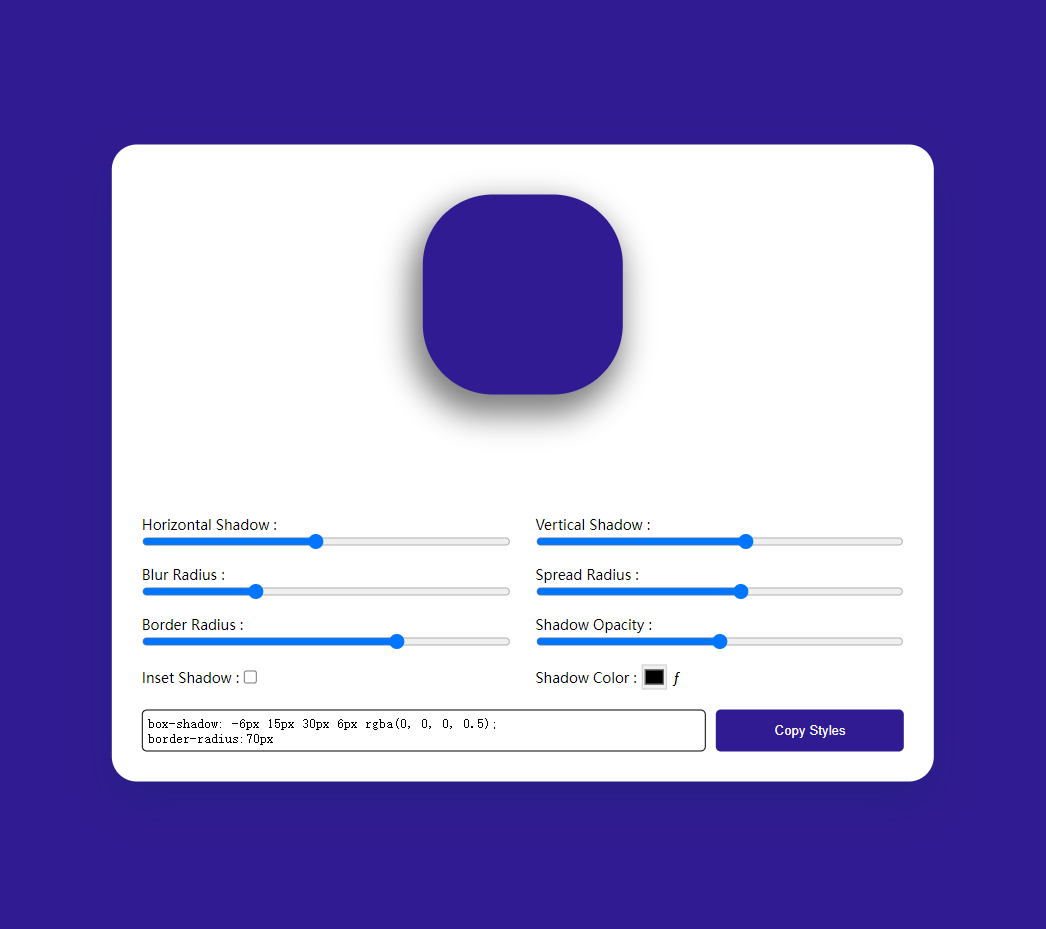 Horizontal Shadow :
Vertical Shadow :
Blur Radius :
Spread Radius :
Border Radius :
Shadow Opacity :
Inset Shadow :
Shadow Color : ƒ
box-shadow: -6px 15px 30px 6px rgba(0, 0, 0, 0.5);
border-radius:70px
Copy Styles